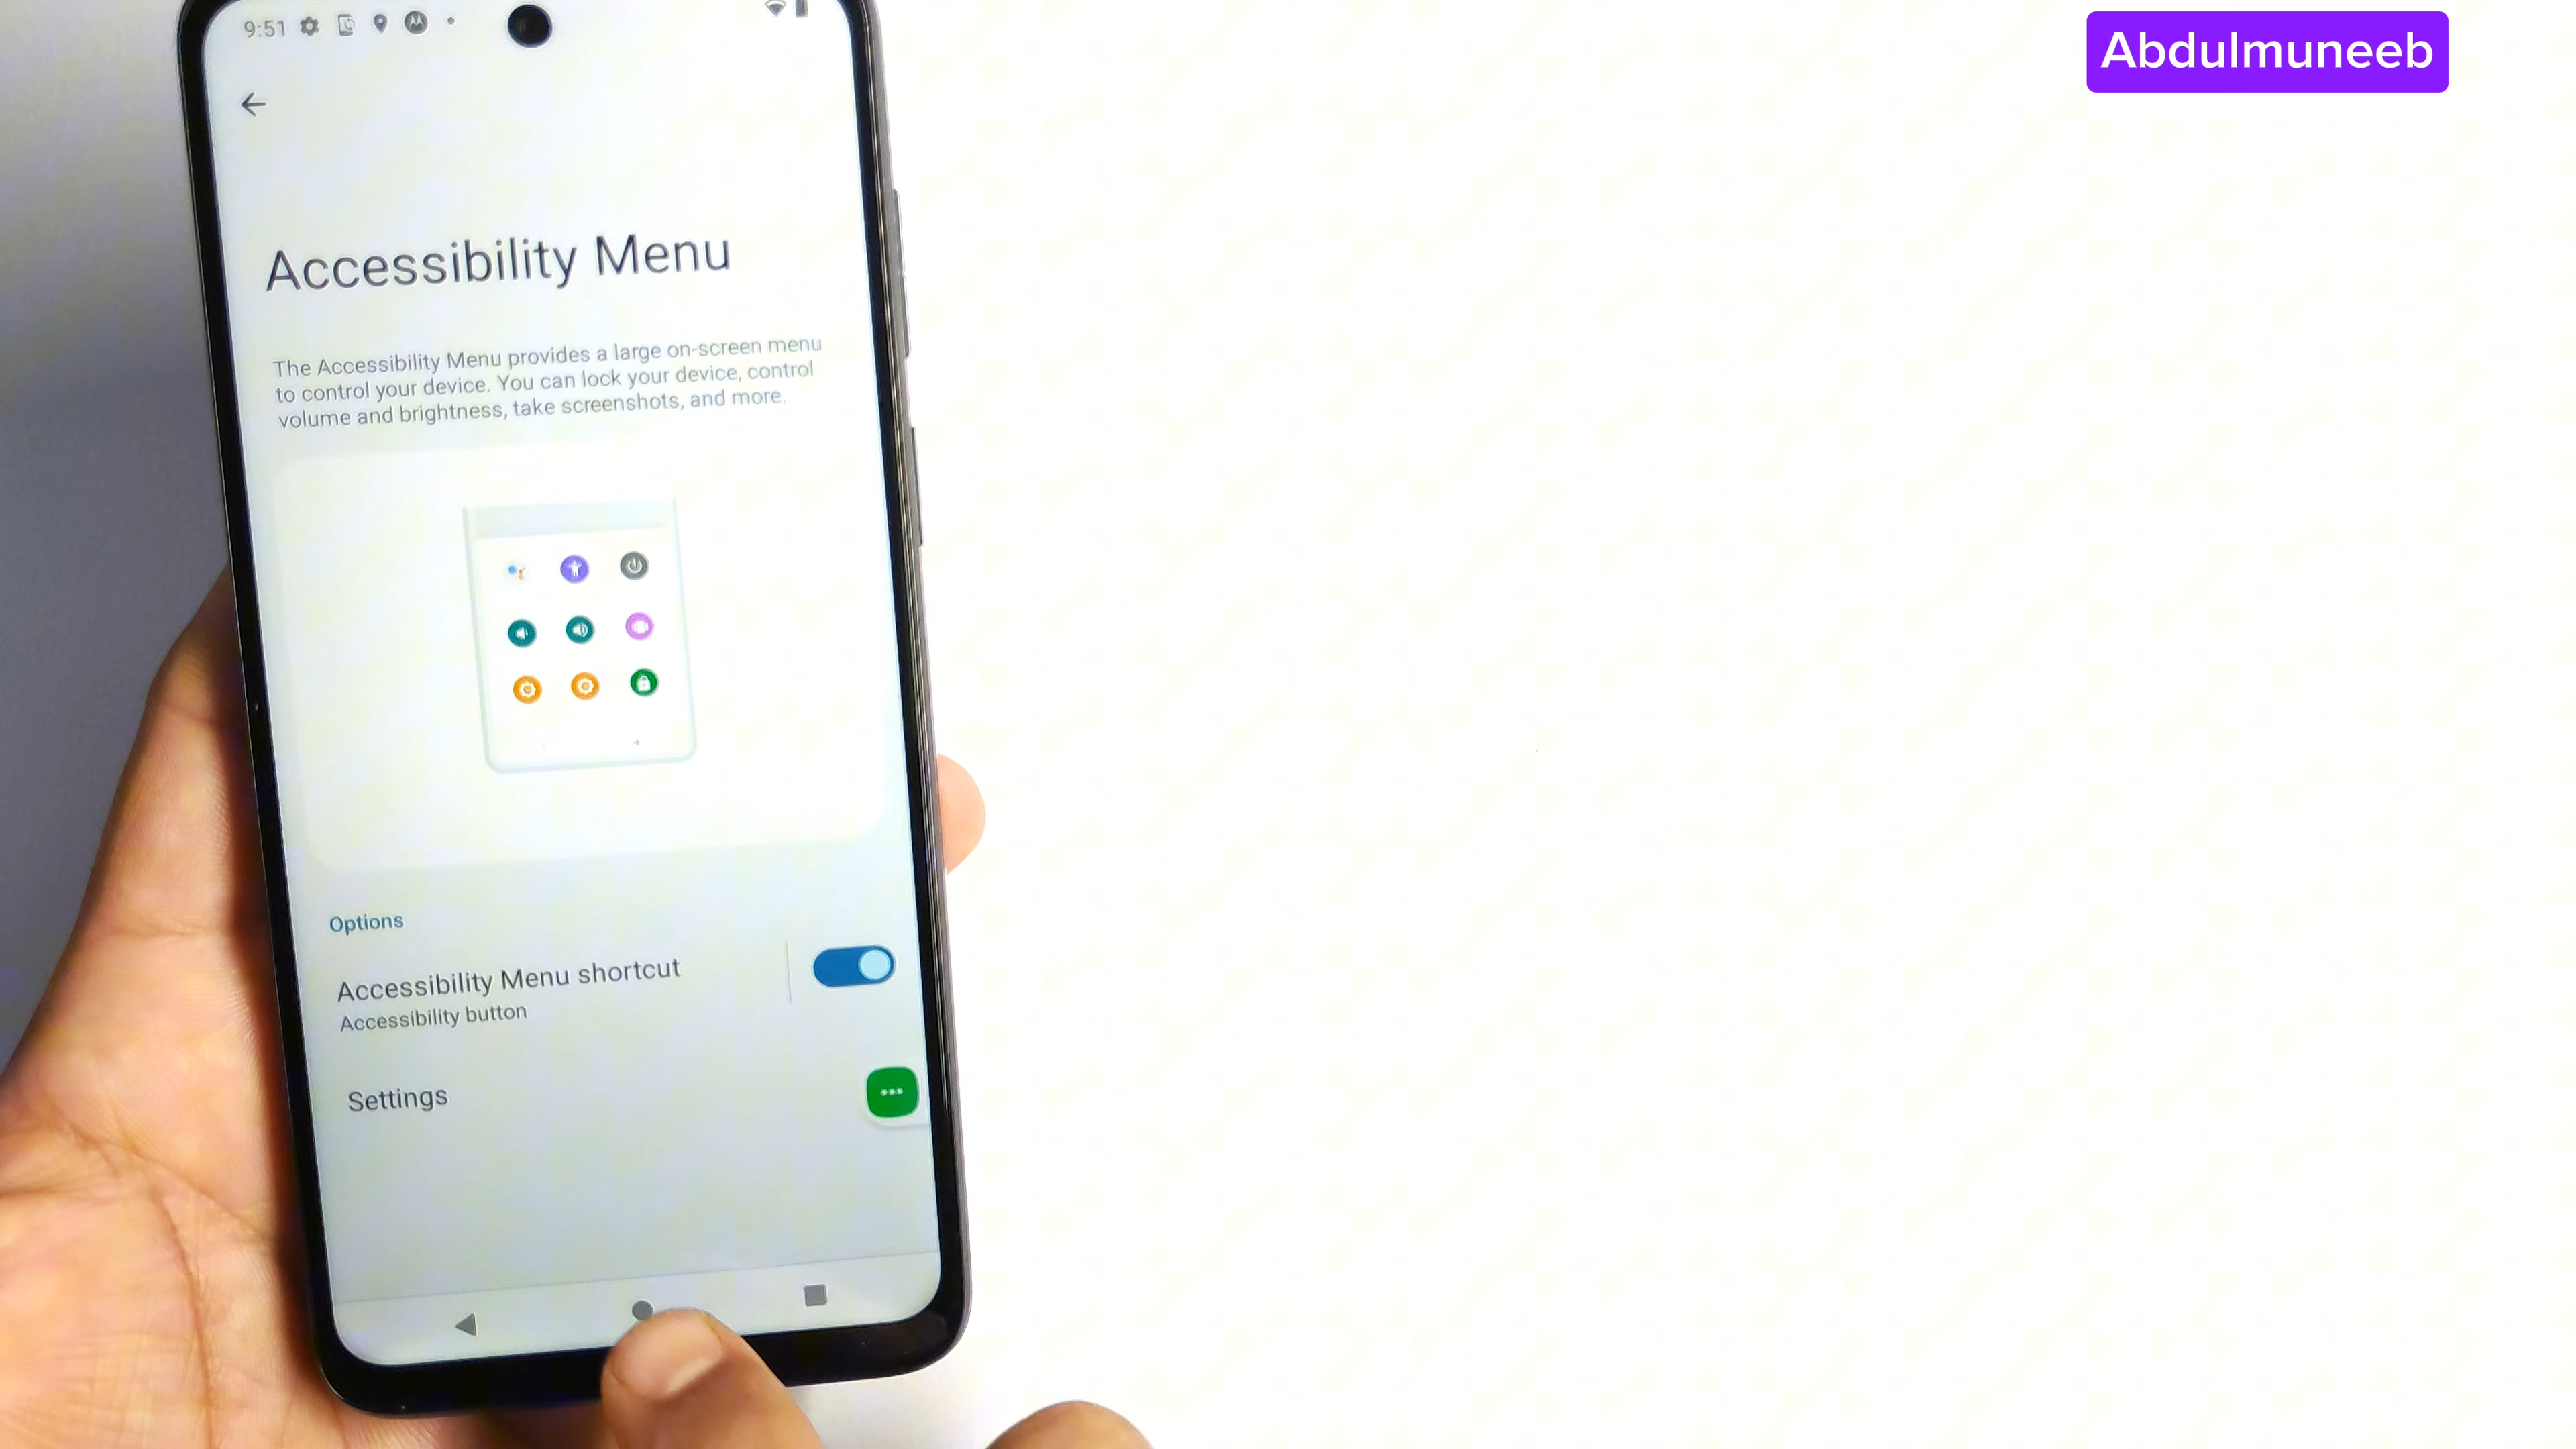 9:51
Abdulmuneeb
Accessibility Menu
The Accessibility Menu provides a large on-screen menu
to control your device. You can lock your device, control
volume and brightness, take screenshots, and more.
Options
Accessibility Menu shortcut
Accessibility button
Settings